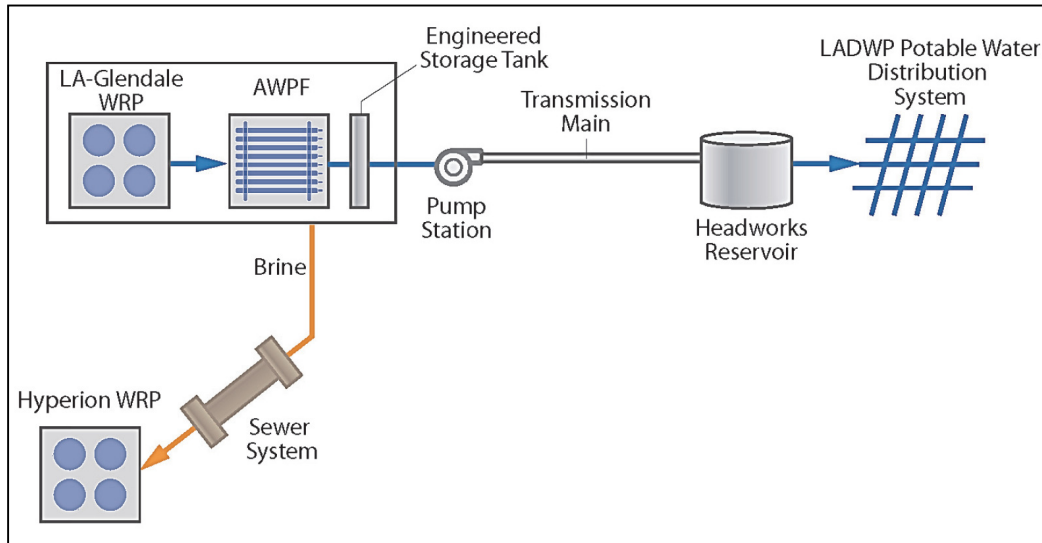 LA-Glendale
WRP
AWPF
Engineered
Storage Tank
Transmission
Main
LADWP Potable Water
Distribution
System
Pump
Station
Headworks
Reservoir
Brine
Hyperion WRP
Sewer
System